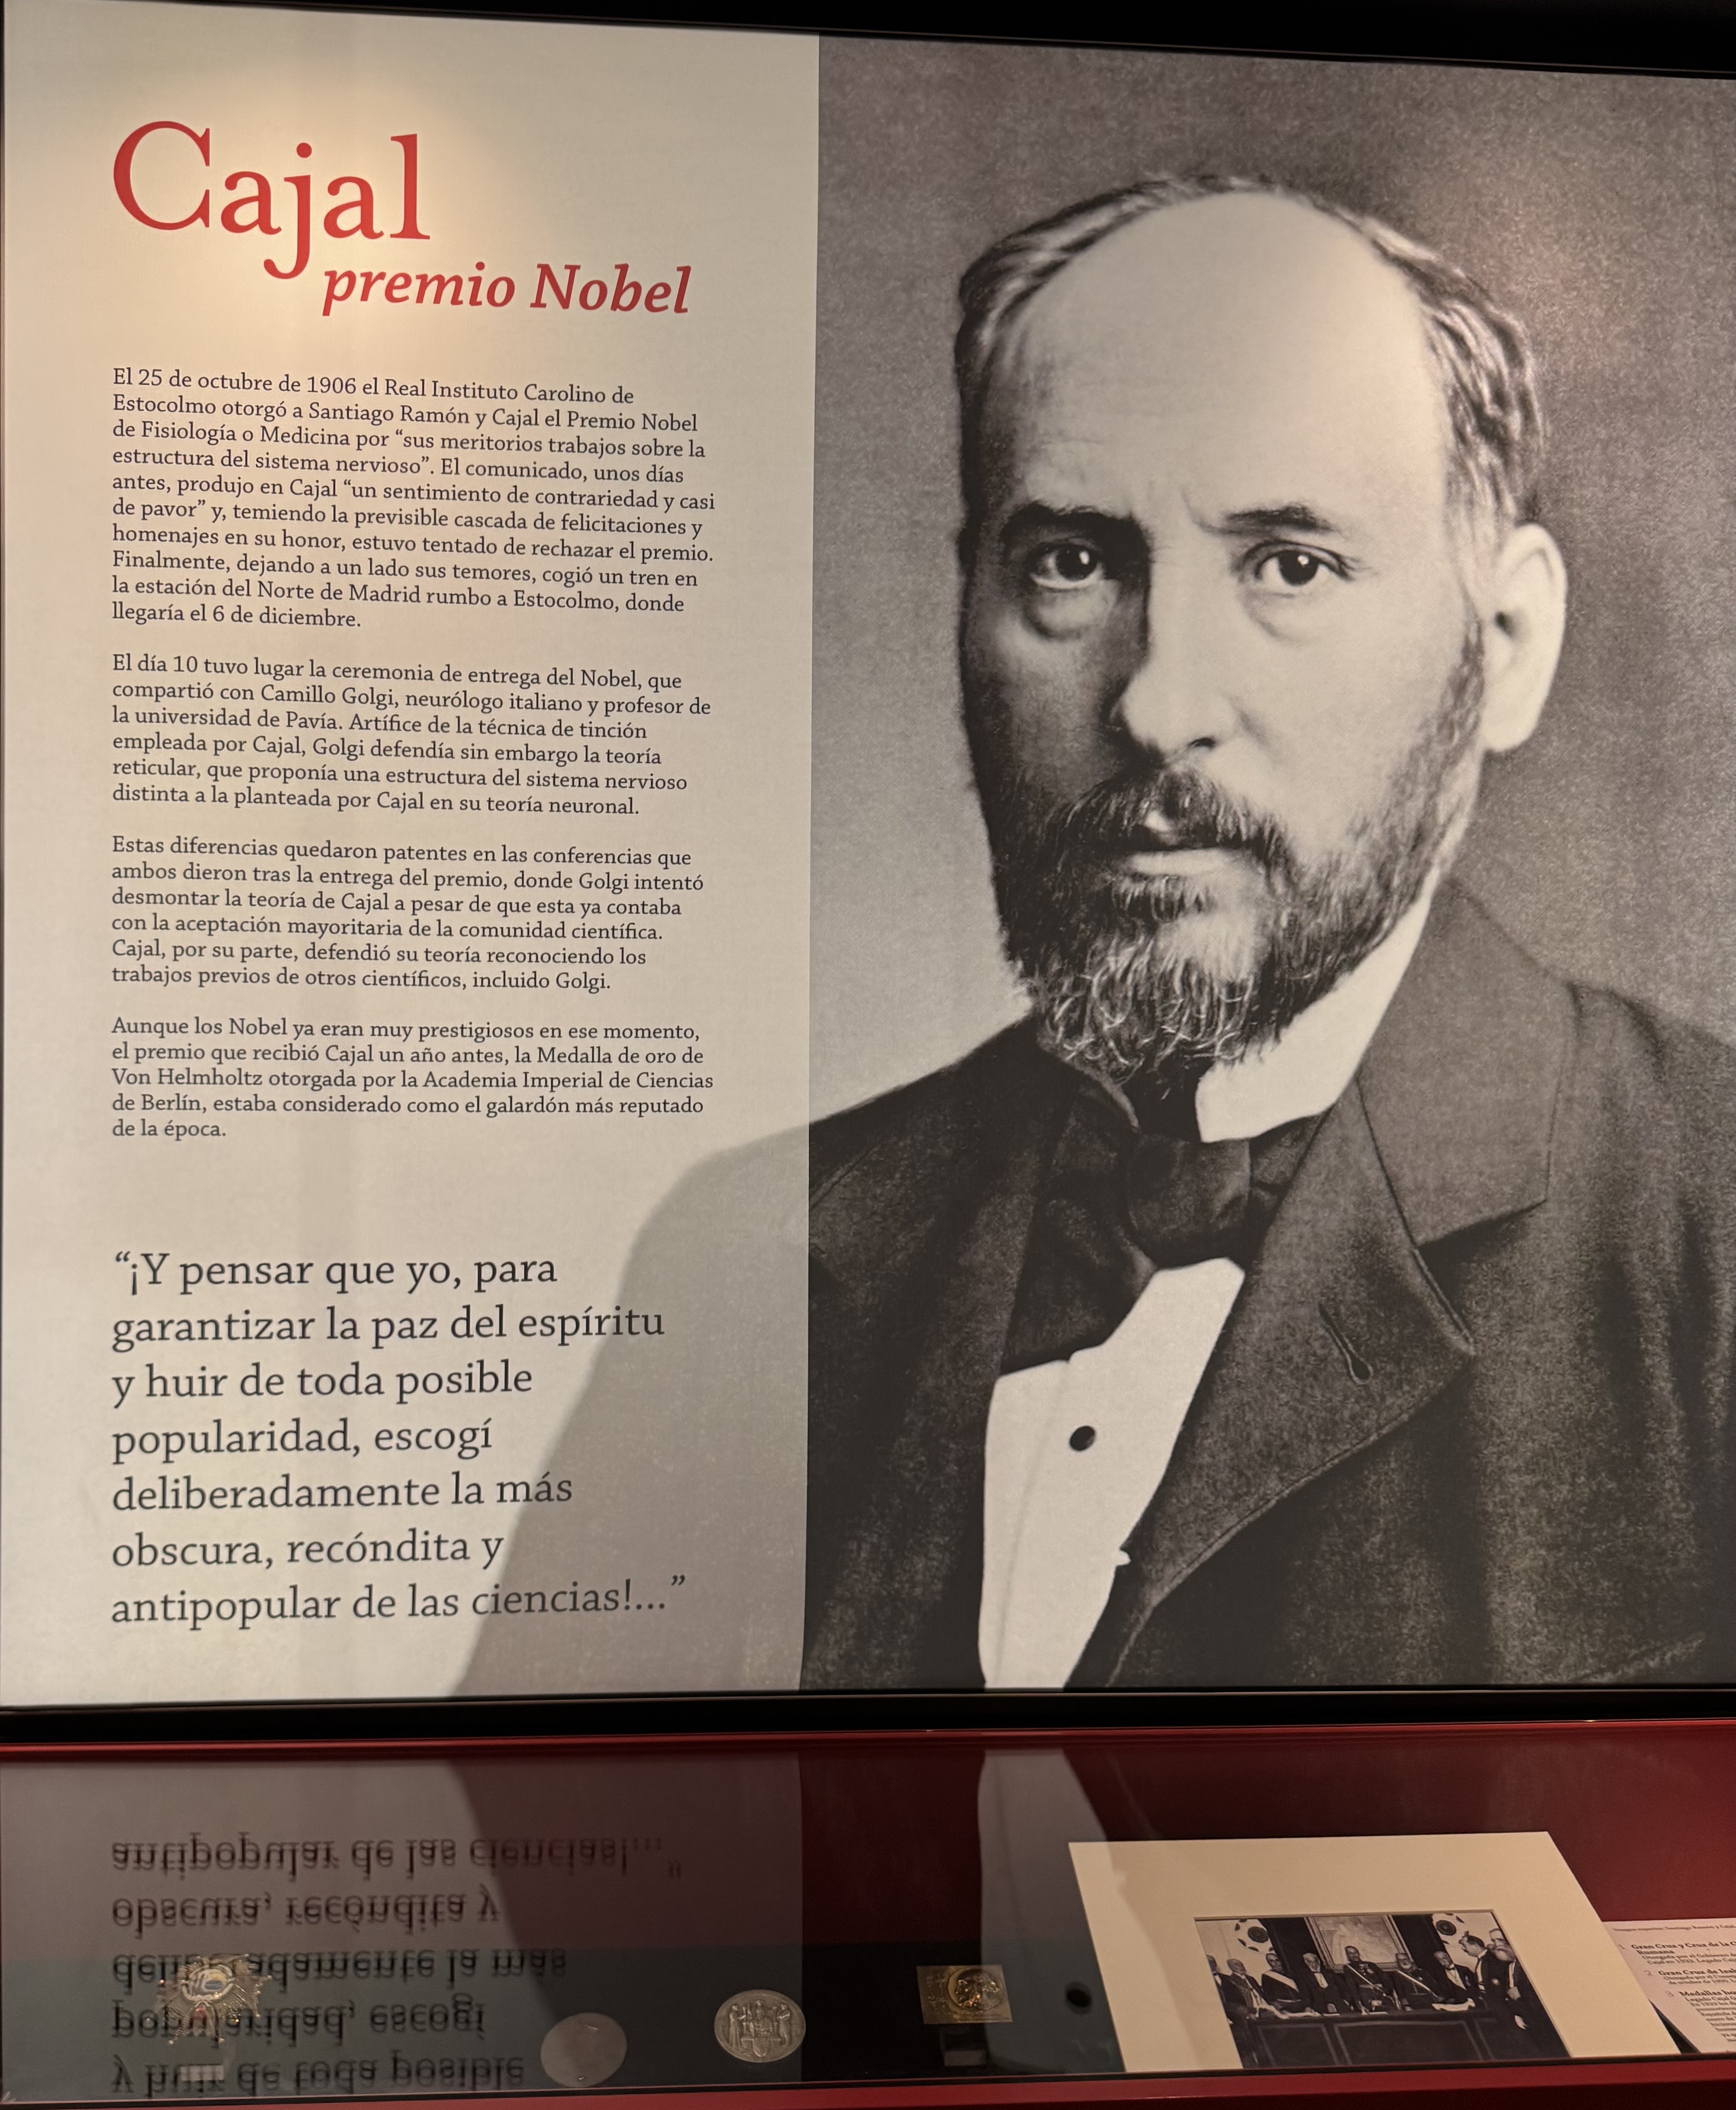 Cajal
premio Nobel
El 25 de octubre de 1906 el Real Instituto Carolino de
Estocolmo otorgó a Santiago Ramón y Cajal el Premio Nobel
de Fisiología o Medicina por “sus meritorios trabajos sobre la
estructura del sistema nervioso”. El comunicado, unos días
antes, produjo en Cajal “un sentimiento de contrariedad y casi
de pavor” y, temiendo la previsible cascada de felicitaciones y
homenajes en su honor, estuvo tentado de rechazar el premio.
Finalmente, dejando a un lado sus temores, cogió un tren en
la estación del Norte de Madrid rumbo a Estocolmo, donde
llegaría el 6 de diciembre.
El día 10 tuvo lugar la ceremonia de entrega del Nobel, que
compartió con Camillo Golgi, neurólogo italiano y profesor de
la universidad de Pavía. Artífice de la técnica de tinción
empleada por Cajal, Golgi defendía sin embargo la teoría
reticular, que proponía una estructura del sistema nervioso
distinta a la planteada por Cajal en su teoría neuronal.
Estas diferencias quedaron patentes en las conferencias que
ambos dieron tras la entrega del premio, donde Golgi intentó
desmontar la teoría de Cajal a pesar de que esta ya contaba
con la aceptación mayoritaria de la comunidad científica.
Cajal, por su parte, defendió su teoría reconociendo los
trabajos previos de otros científicos, incluido Golgi.
Aunque los Nobel ya eran muy prestigiosos en ese momento,
el premio que recibió Cajal un año antes, la Medalla de oro de
Von Helmholtz otorgada por la Academia Imperial de Ciencias
de Berlín, estaba considerado como el galardón más reputado
de la época.
“¡Y pensar que yo, para
garantizar la paz del espíritu
y huir de toda posible
popularidad, escogí
deliberadamente la más
obscura, recóndita y
antipopular de las ciencias!...”
Gran Cruz y Cruz de la
Romana
Gran Cruz de
Medallas